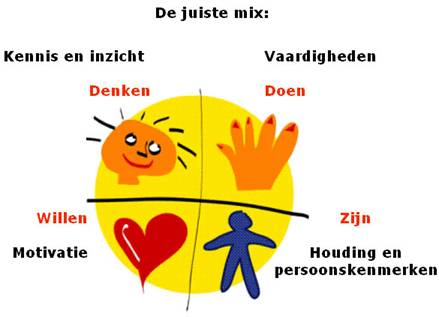 De juiste mix:
Kennis en inzicht
Vaardigheden
Denken
Doen
Willen
Zijn
Motivatie
Houding en
persoonskenmerken